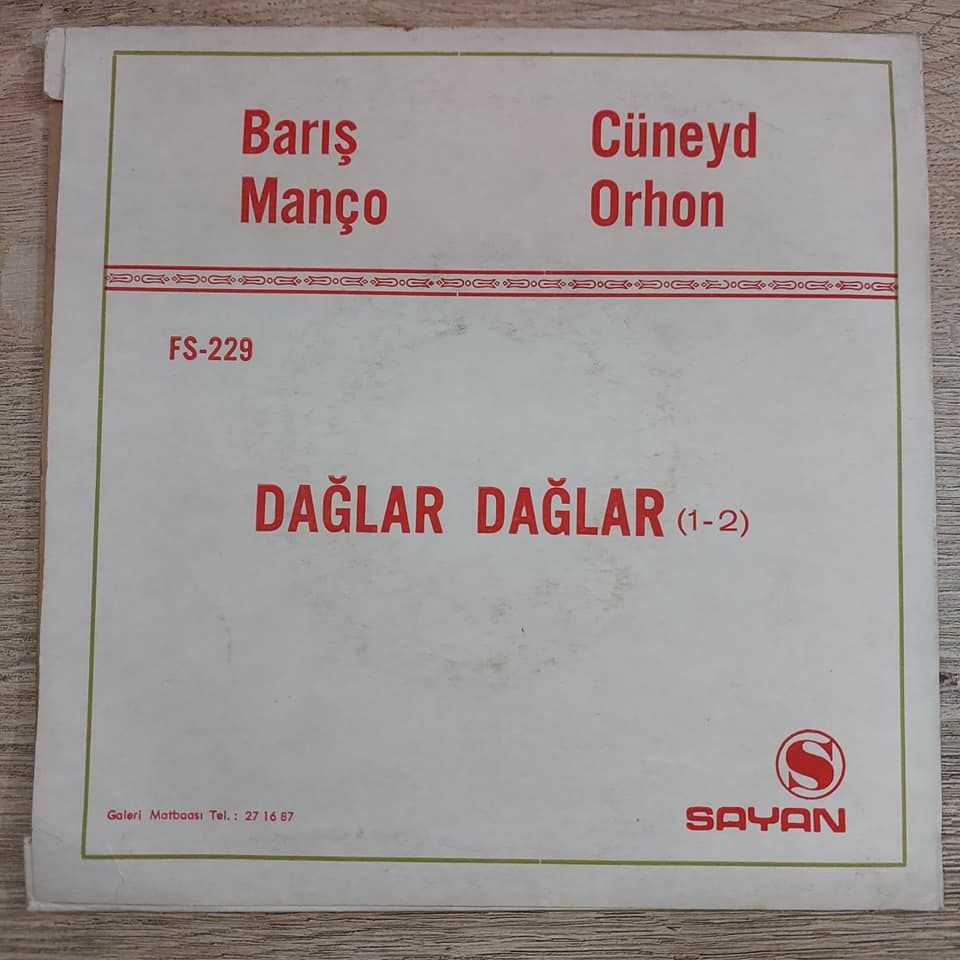 Barış Manço
Cüneyd Orhon
FS-229
DAĞLAR DAĞLAR (1-2)
S
SAYAN
Galeri Matbaası Tel.: 27 16 87